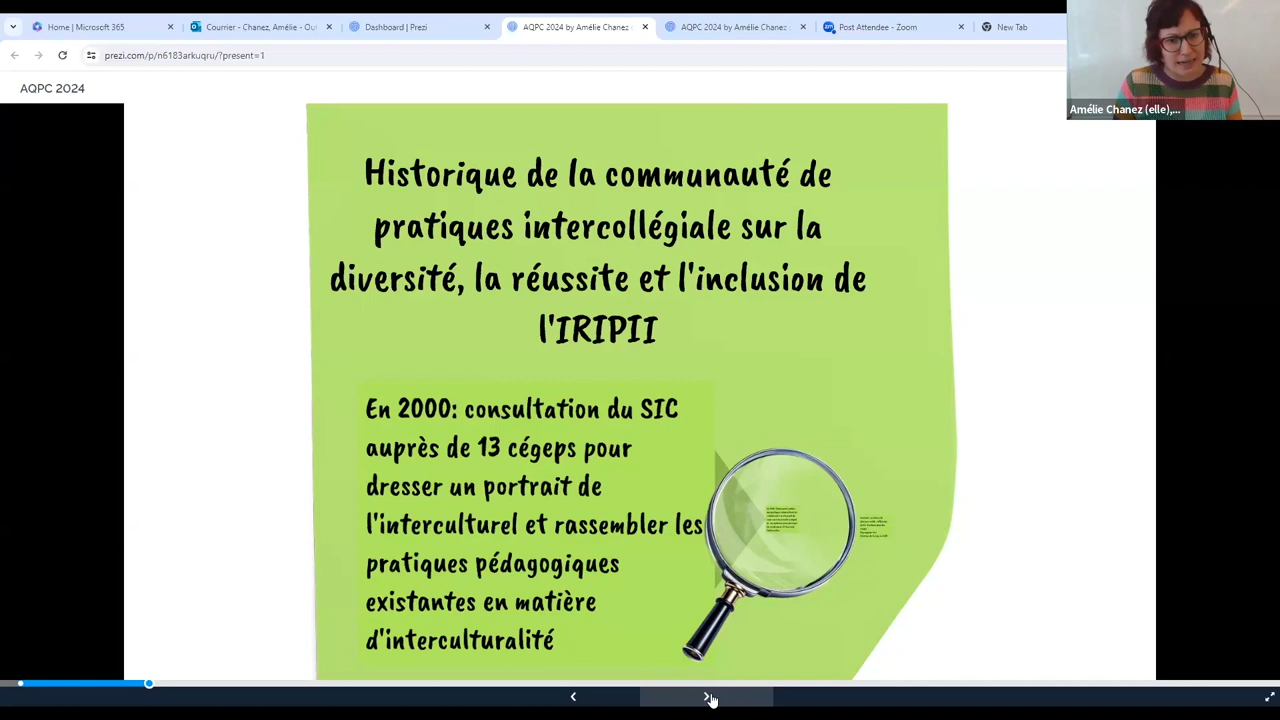 Home | Microsoft 365
Courrier - Chanez, Amélie - Out
Dashboard | Prezi
AQPC 2024 by Amélie Chanez
AQPC 2024 by Amélie Chanez
Post Attendee - Zoom
New Tab
prezi.com/p/n6183arkuqru/?present=1
AQPC 2024
Amélie Chanez (elle),...
Historique de la communauté de
pratiques intercollégiale sur la
diversité, la réussite et l'inclusion de
l'IRIPII
En 2000: consultation du SIC
auprès de 13 cégeps pour
dresser un portrait de
l'interculturel et rassembler les
pratiques pédagogiques
existantes en matière
d'interculturalité